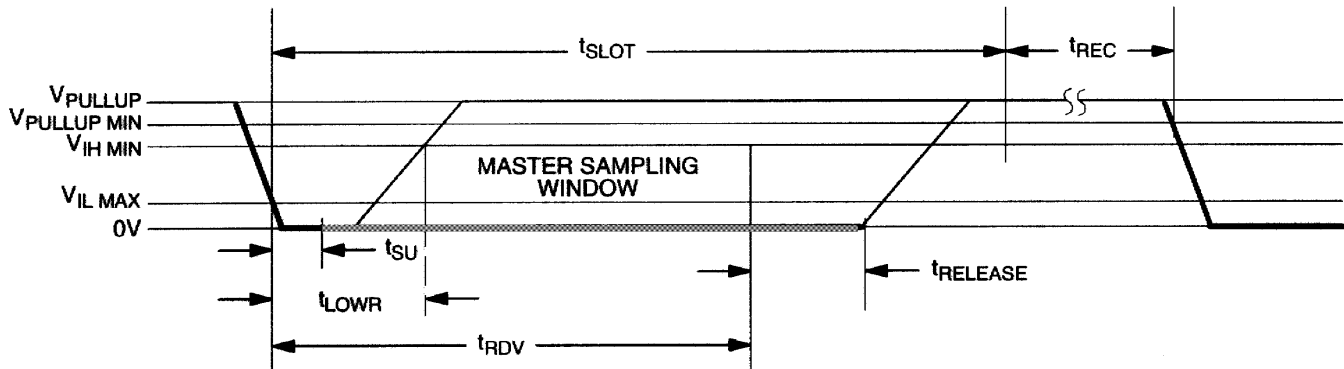 tSLOT
tREC
VPULLUP
VPULLUP MIN
VIH MIN
MASTER SAMPLING
WINDOW
VIL MAX
0V
tSU
tRELEASE
tLOWR
tRDV